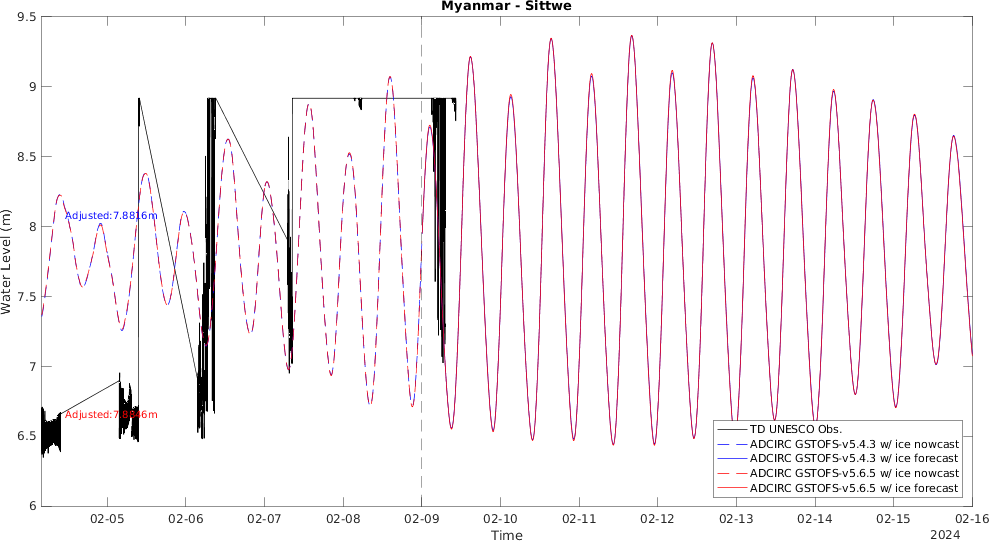 Myanmar - Sittwe
9.5
9
8.5
8
7.5
7
6.5
6
Water Level (m)
Adjusted:7.8816m
TD UNESCO Obs.
ADCIRC GSTOFS-v5.4.3 w/ ice nowcast
ADCIRC GSTOFS-v5.4.3 w/ ice forecast
ADCIRC GSTOFS-v5.6.5 w/ ice nowcast
ADCIRC GSTOFS-v5.6.5 w/ ice forecast
02-05
02-06
02-07
02-08
02-09
02-10
02-11
02-12
02-13
02-14
02-15
02-16
Time
2024